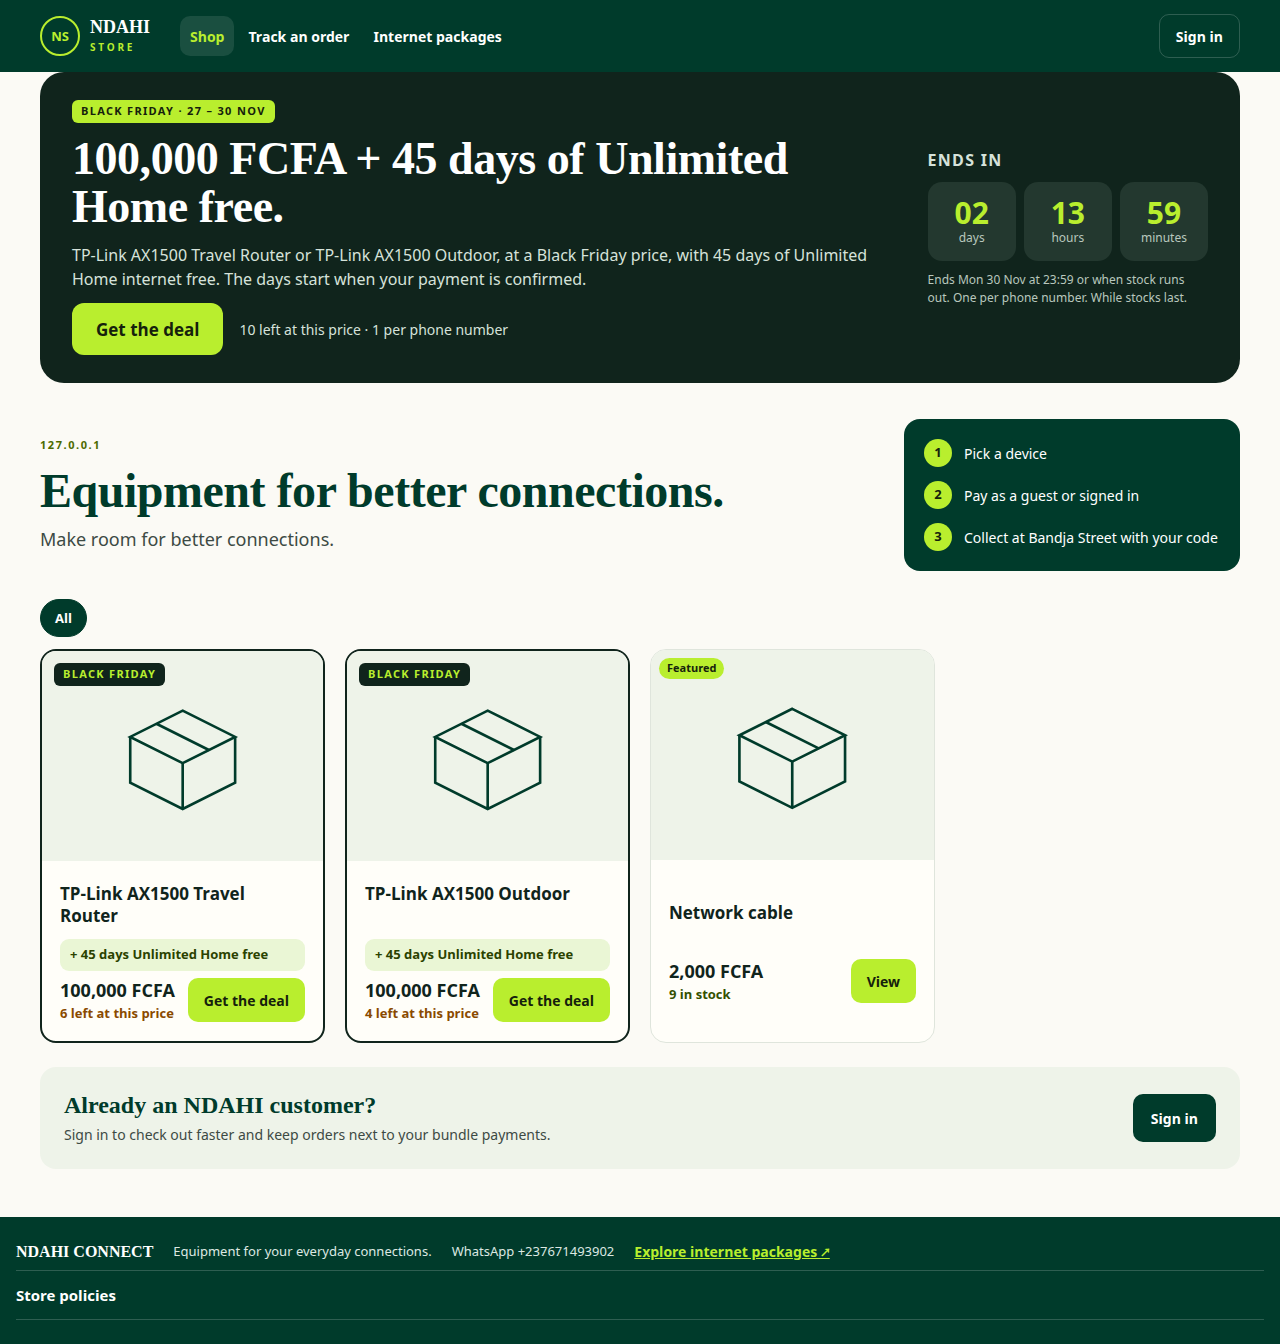 NS
NDAHI
STORE
Shop
Track an order
Internet packages
Sign in
BLACK FRIDAY · 27 – 30 NOV
100,000 FCFA + 45 days of Unlimited
Home free.
TP-Link AX1500 Travel Router or TP-Link AX1500 Outdoor, at a Black Friday price, with 45 days of Unlimited
Home internet free. The days start when your payment is confirmed.
Get the deal
10 left at this price · 1 per phone number
ENDS IN
02
days
13
hours
59
minutes
Ends Mon 30 Nov at 23:59 or when stock runs
out. One per phone number. While stocks last.
127.0.0.1
Equipment for better connections.
Make room for better connections.
1 Pick a device
2 Pay as a guest or signed in
3 Collect at Bandja Street with your code
All
BLACK FRIDAY
TP-Link AX1500 Travel
Router
+ 45 days Unlimited Home free
100,000 FCFA
6 left at this price
Get the deal
BLACK FRIDAY
TP-Link AX1500 Outdoor
+ 45 days Unlimited Home free
100,000 FCFA
4 left at this price
Get the deal
Featured
Network cable
2,000 FCFA
9 in stock
View
Already an NDAHI customer?
Sign in to check out faster and keep orders next to your bundle payments.
Sign in
NDAHI CONNECT
Equipment for your everyday connections.
WhatsApp +237671493902
Explore internet packages ↗
Store policies